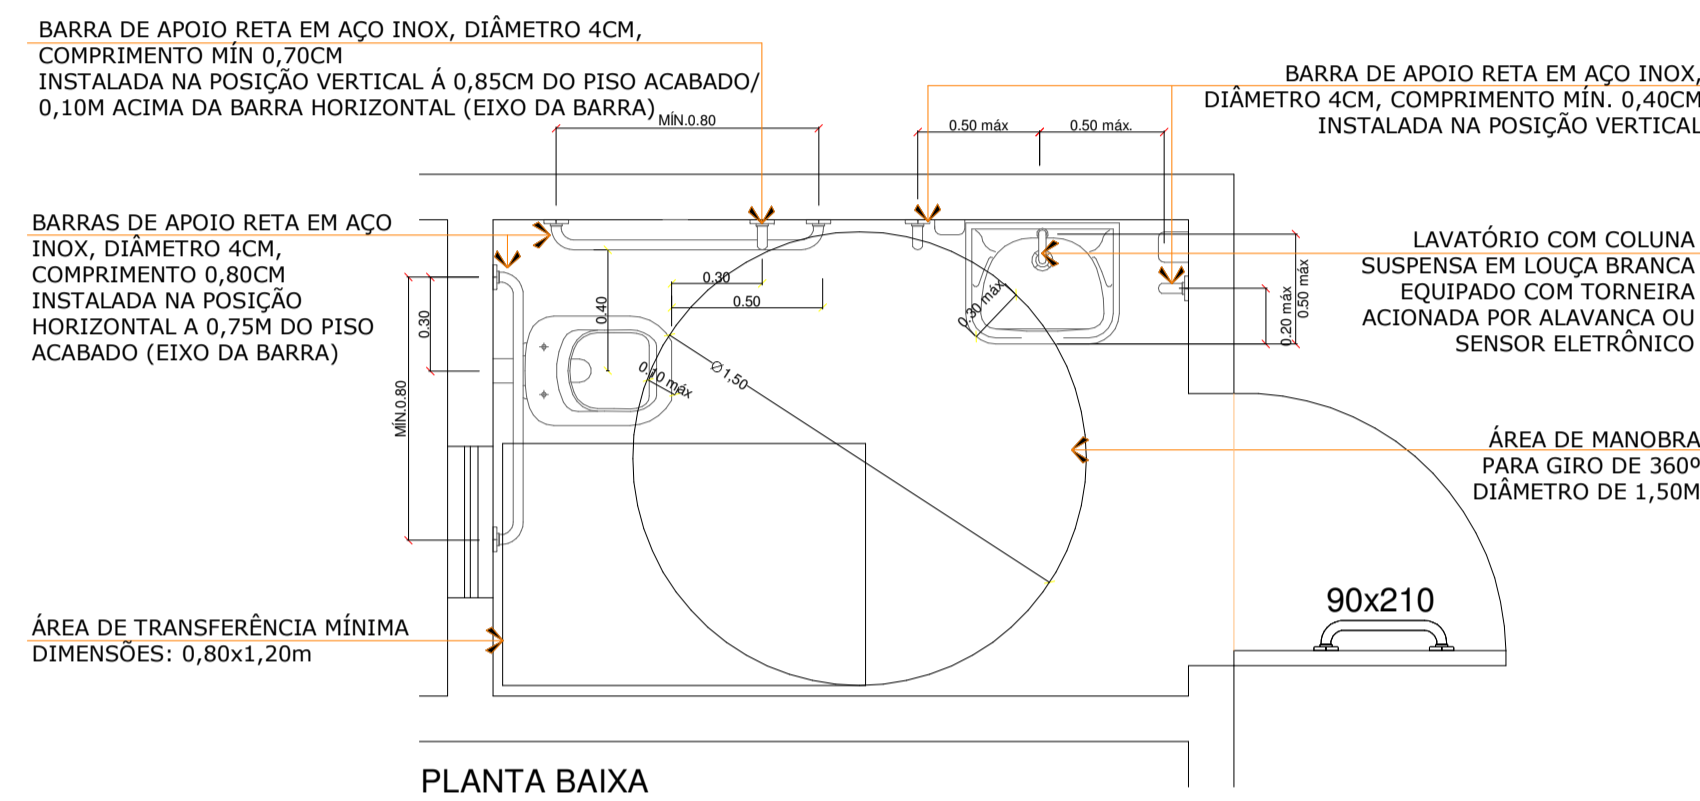 BARRA DE APOIO RETA EM AÇO INOX, DIÂMETRO 4CM,
COMPRIMENTO MÍN 0,70CM
INSTALADA NA POSIÇÃO VERTICAL Á 0,85CM DO PISO ACABADO/
0,10M ACIMA DA BARRA HORIZONTAL (EIXO DA BARRA)
MÍN.0.80
0.50 máx
0.50 máx.
BARRA DE APOIO RETA EM AÇO INOX,
DIÂMETRO 4CM, COMPRIMENTO MÍN. 0,40CM
INSTALADA NA POSIÇÃO VERTICAL
BARRAS DE APOIO RETA EM AÇO
INOX, DIÂMETRO 4CM,
COMPRIMENTO 0,80CM
INSTALADA NA POSIÇÃO
HORIZONTAL A 0,75M DO PISO
ACABADO (EIXO DA BARRA)
0.30
MÍN.0.80
0.40
0.30
0.50
0.10 máx
Ø1,50
0.30 máx
0.20 máx
0.50 máx
LAVATÓRIO COM COLUNA
SUSPENSA EM LOUÇA BRANCA
EQUIPADO COM TORNEIRA
ACIONADA POR ALAVANCA OU
SENSOR ELETRÔNICO
ÁREA DE MANOBRA
PARA GIRO DE 360º
DIÂMETRO DE 1,50M
90x210
ÁREA DE TRANSFERÊNCIA MÍNIMA
DIMENSÕES: 0,80x1,20m
PLANTA BAIXA